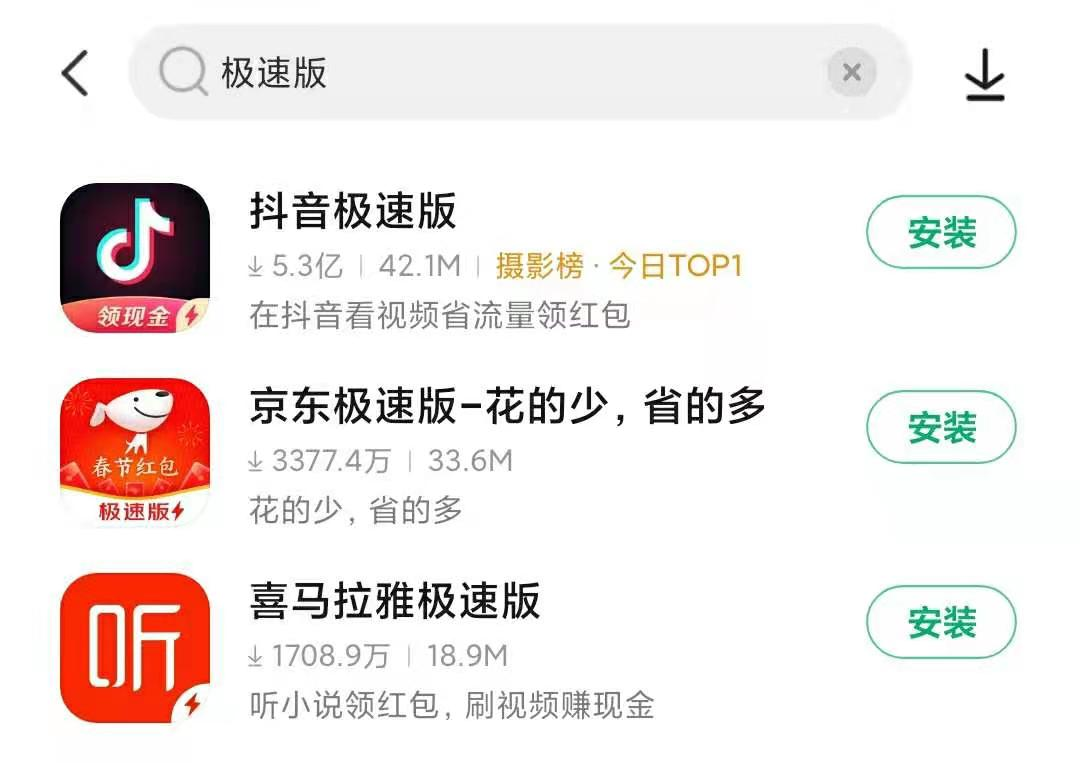 极速版
抖音极速版
5.3亿 | 42.1M | 摄影榜·今日TOP1
在抖音看视频省流量领红包
安装
领现金
京东极速版-花的少，省的多
3377.4万 | 33.6M
花的少，省的多
安装
春节红包
极速版
喜马拉雅极速版
1708.9万 | 18.9M
听小说领红包，刷视频赚现金
安装
听